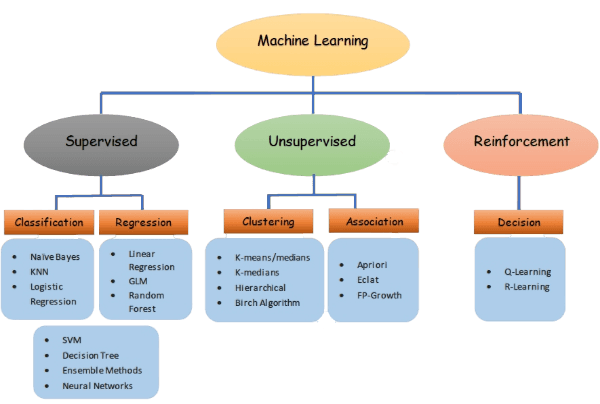 Machine Learning
Supervised
Unsupervised
Reinforcement
Classification
Regression
Clustering
Association
Decision
• Naïve Bayes
• KNN
• Logistic
Regression
• Linear
Regression
• GLM
• Random
Forest
• K-means/medians
• K-medians
• Hierarchical
• Birch Algorithm
• Apriori
• Eclat
• FP-Growth
• Q-Learning
• R-Learning
• SVM
• Decision Tree
• Ensemble Methods
• Neural Networks